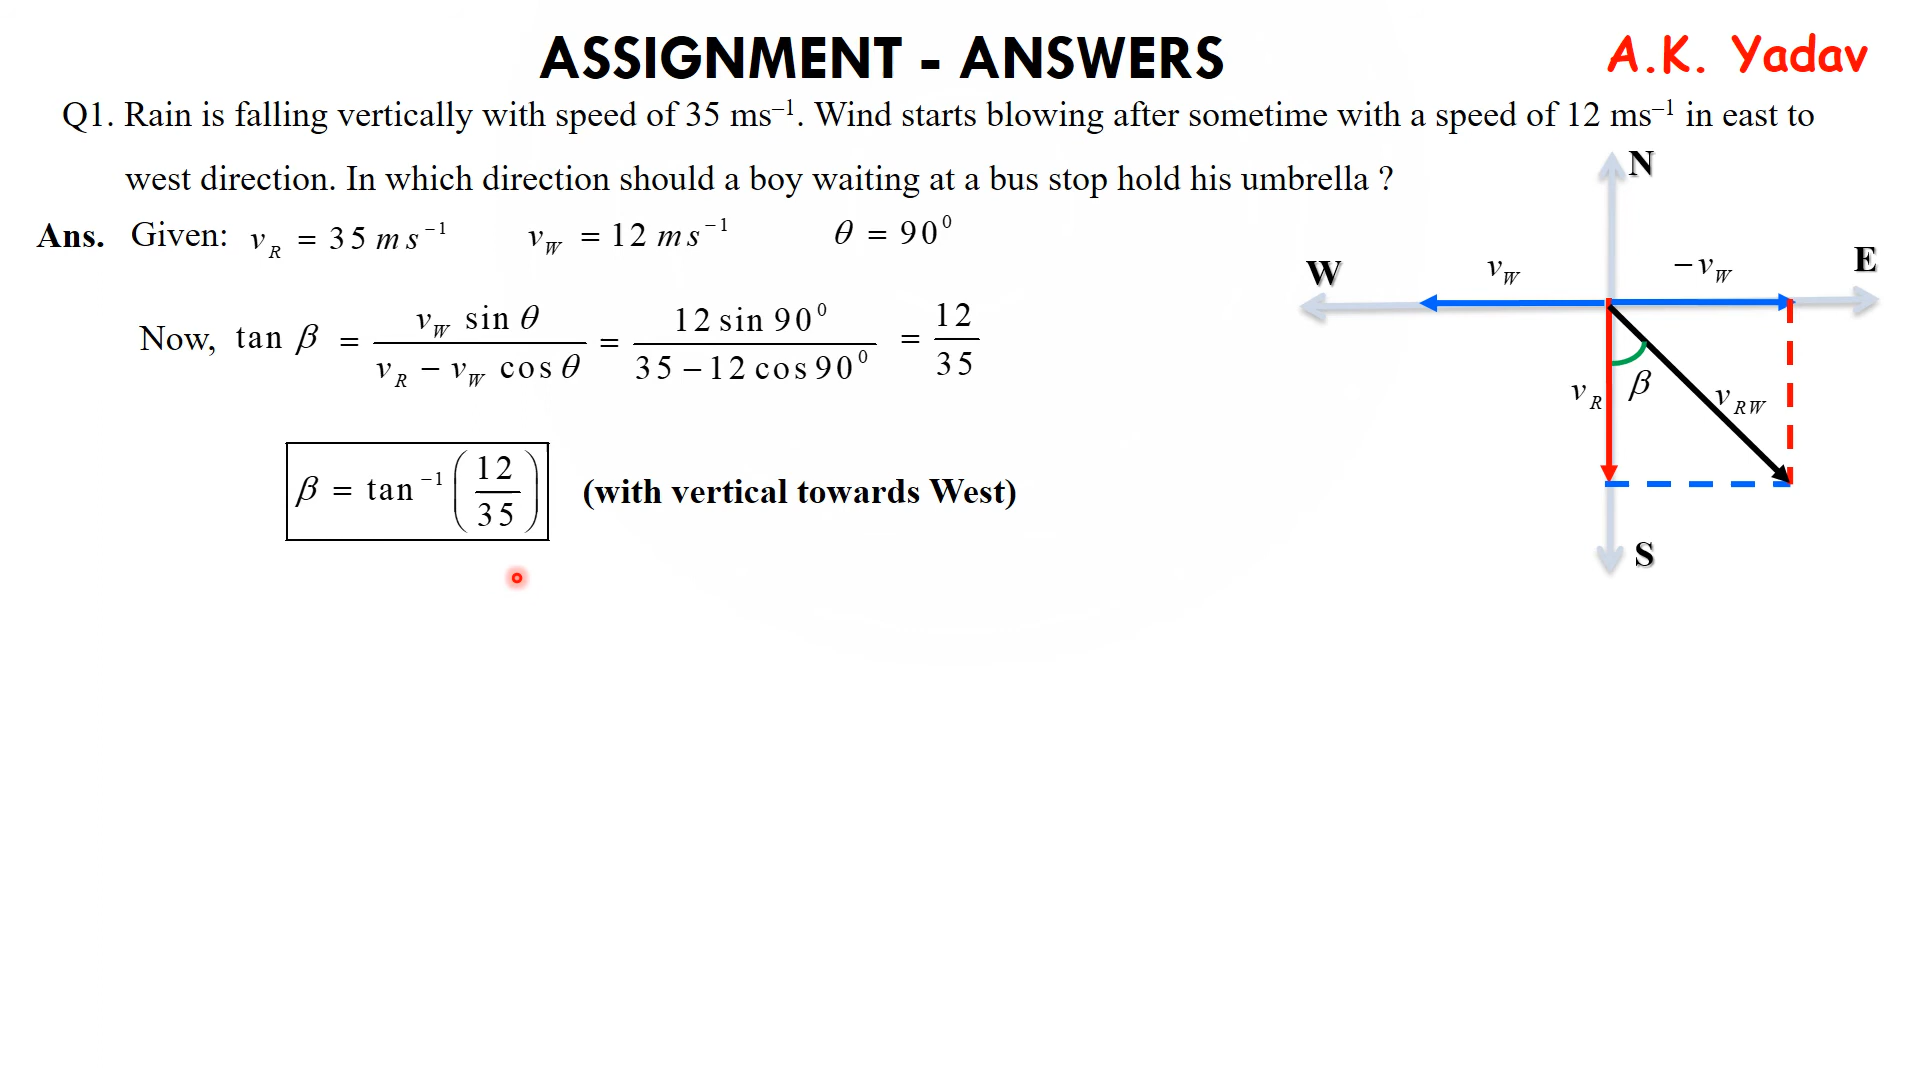 ASSIGNMENT - ANSWERS
A.K. Yadav
Q1. Rain is falling vertically with speed of 35 ms⁻¹. Wind starts blowing after sometime with a speed of 12 ms⁻¹ in east to
west direction. In which direction should a boy waiting at a bus stop hold his umbrella ?
Ans. Given: v_R = 35 ms⁻¹ v_W = 12 ms⁻¹ θ = 90⁰
Now, tan β = (v_W sin θ) / (v_R − v_W cos θ) = (12 sin 90⁰) / (35 − 12 cos 90⁰) = 12/35
β = tan⁻¹ (12/35) (with vertical towards West)
N
W
v_W
−v_W
E
v_R
β
v_RW
S